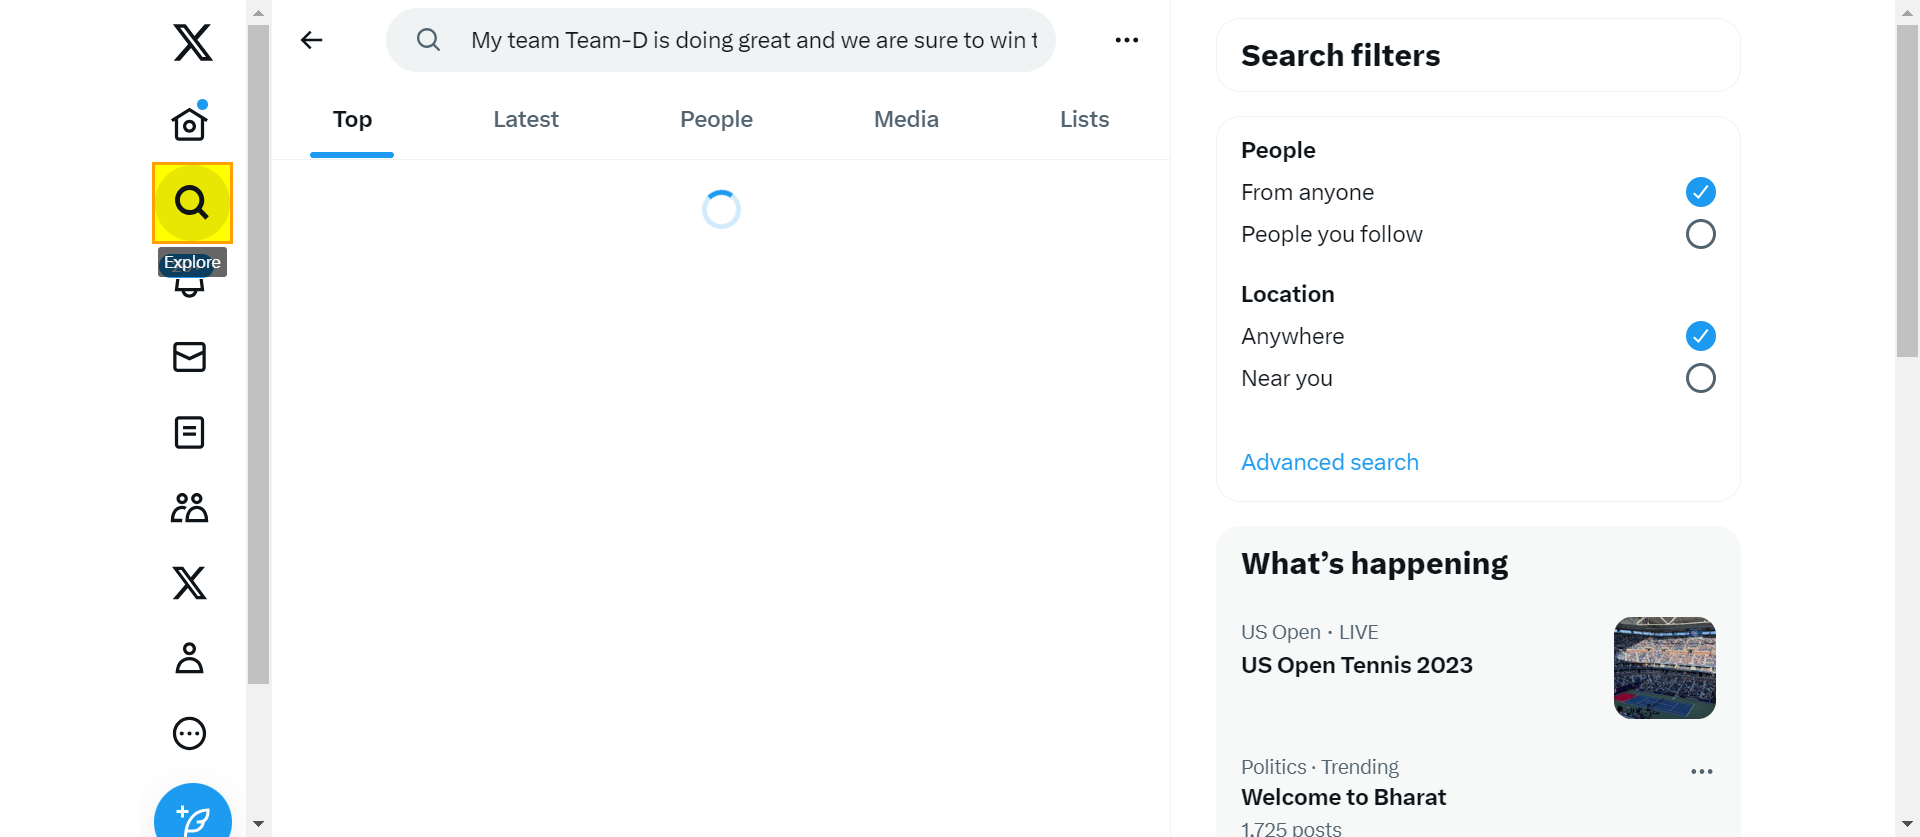 My team Team-D is doing great and we are sure to win t
Top
Latest
People
Media
Lists
Explore
Search filters
People
From anyone
People you follow
Location
Anywhere
Near you
Advanced search
What’s happening
US Open · LIVE
US Open Tennis 2023
Politics · Trending
Welcome to Bharat
1,725 posts